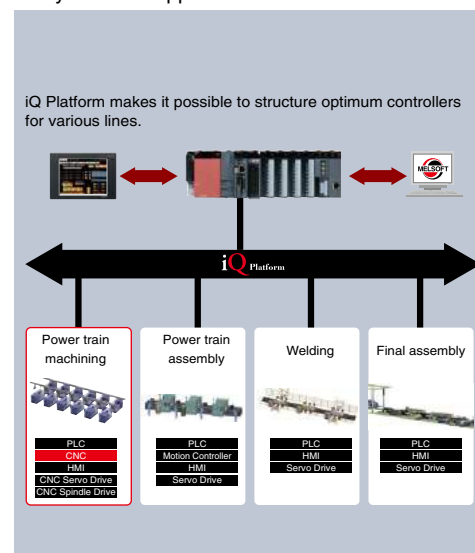 iQ Platform makes it possible to structure optimum controllers
for various lines.
MELSOFT
iQ Platform
Power train
machining
PLC
CNC
HMI
CNC Servo Drive
CNC Spindle Drive
Power train
assembly
PLC
Motion Controller
HMI
Servo Drive
Welding
PLC
HMI
Servo Drive
Final assembly
PLC
HMI
Servo Drive